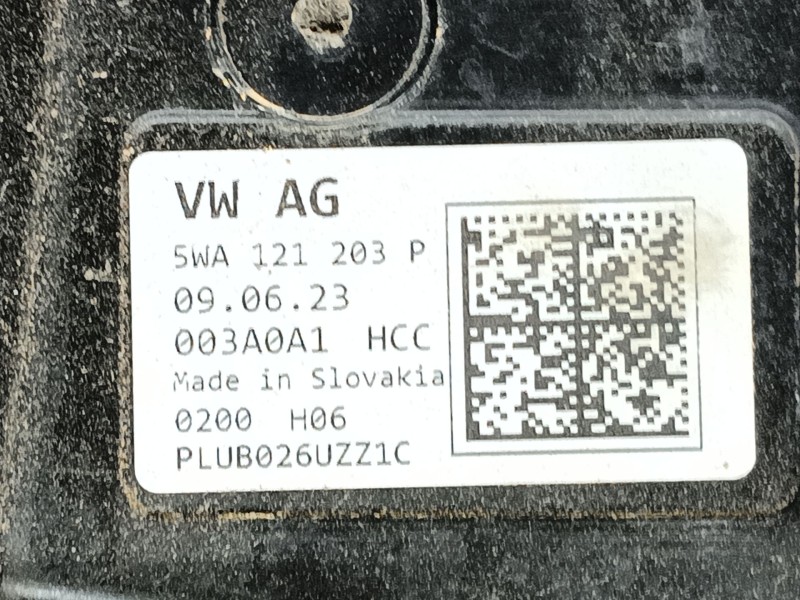 VW AG
5WA 121 203 P
09.06.23
003A0A1 HCC
Made in Slovakia
0200 H06
PLUB026UZZ1C